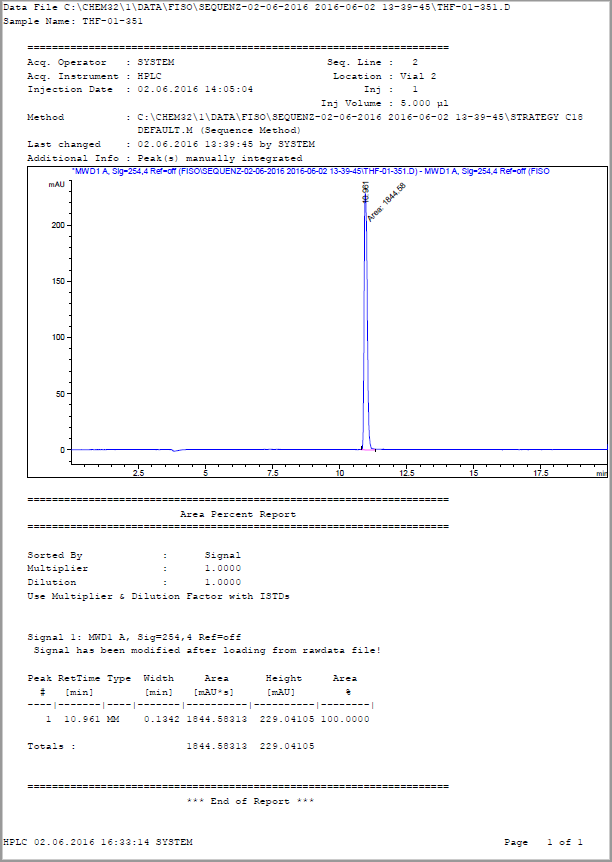 Data File C:\CHEM32\1\DATA\FISO\SEQUENZ-02-06-2016 2016-06-02 13-39-45\THF-01-351.D
Sample Name: THF-01-351
=====================================================================
Acq. Operator   : SYSTEM                         Seq. Line :   2
Acq. Instrument : HPLC                            Location : Vial 2
Injection Date  : 02.06.2016 14:05:04                  Inj :   1
Inj Volume : 5.000 µl
Method          : C:\CHEM32\1\DATA\FISO\SEQUENZ-02-06-2016 2016-06-02 13-39-45\STRATEGY C18
DEFAULT.M (Sequence Method)
Last changed    : 02.06.2016 13:39:45 by SYSTEM
Additional Info : Peak(s) manually integrated
*MWD1 A, Sig=254,4 Ref=off (FISO\SEQUENZ-02-06-2016 2016-06-02 13-39-45\THF-01-351.D) - MWD1 A, Sig=254,4 Ref=off (FISO
mAU
10.961
Area: 1844.58
200
150
100
50
0
2.5 5 7.5 10 12.5 15 17.5 min
=====================================================================
Area Percent Report
=====================================================================
Sorted By             :      Signal
Multiplier            :      1.0000
Dilution              :      1.0000
Use Multiplier & Dilution Factor with ISTDs
Signal 1: MWD1 A, Sig=254,4 Ref=off
Signal has been modified after loading from rawdata file!
Peak RetTime Type  Width     Area      Height     Area
#   [min]        [min]   [mAU*s]     [mAU]        %
----|-------|----|-------|----------|----------|--------|
1  10.961 MM    0.1342 1844.58313  229.04105 100.0000
Totals :                  1844.58313  229.04105
=====================================================================
*** End of Report ***
HPLC 02.06.2016 16:33:14 SYSTEM                                                   Page   1 of 1